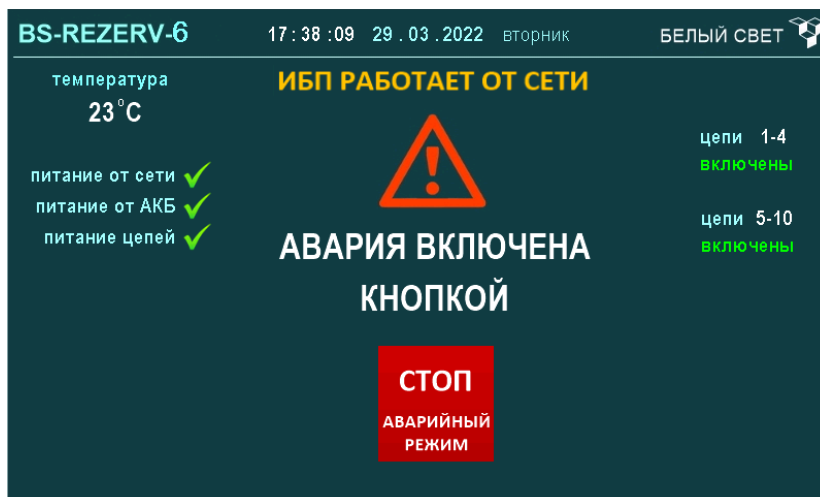 BS-REZERV-6
17:38:09 29.03.2022 вторник
БЕЛЫЙ СВЕТ
температура
23°C
питание от сети
питание от АКБ
питание цепей
ИБП РАБОТАЕТ ОТ СЕТИ
АВАРИЯ ВКЛЮЧЕНА
КНОПКОЙ
СТОП
АВАРИЙНЫЙ
РЕЖИМ
цепи 1-4
включены
цепи 5-10
включены